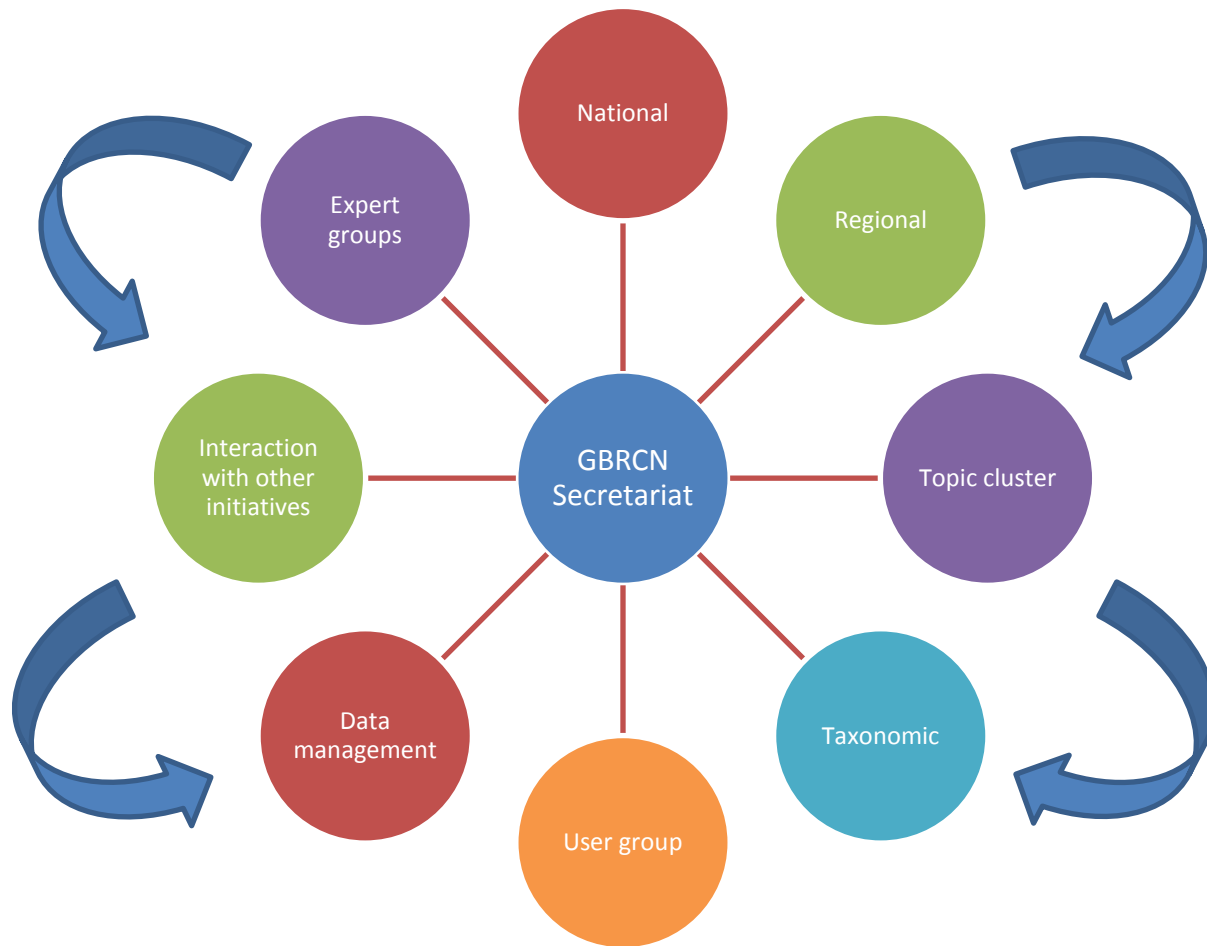 National
Expert
groups
Regional
Interaction
with other
initiatives
GBRCN
Secretariat
Topic cluster
Data
management
Taxonomic
User group